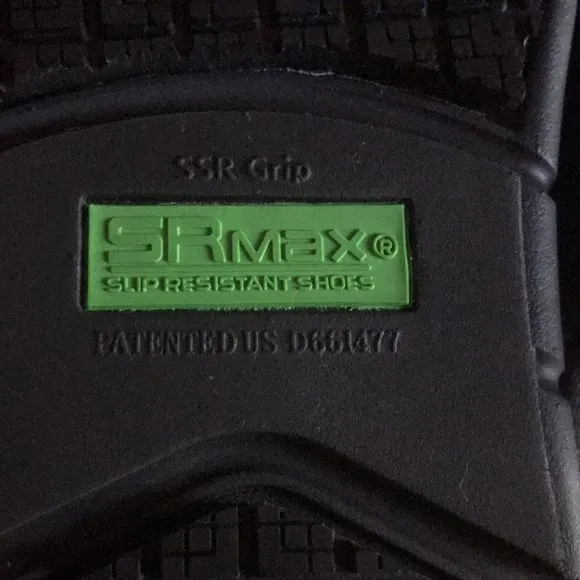 SSR Grip
SRMAX®
SLIP RESISTANT SHOES
PATENTED US D661477